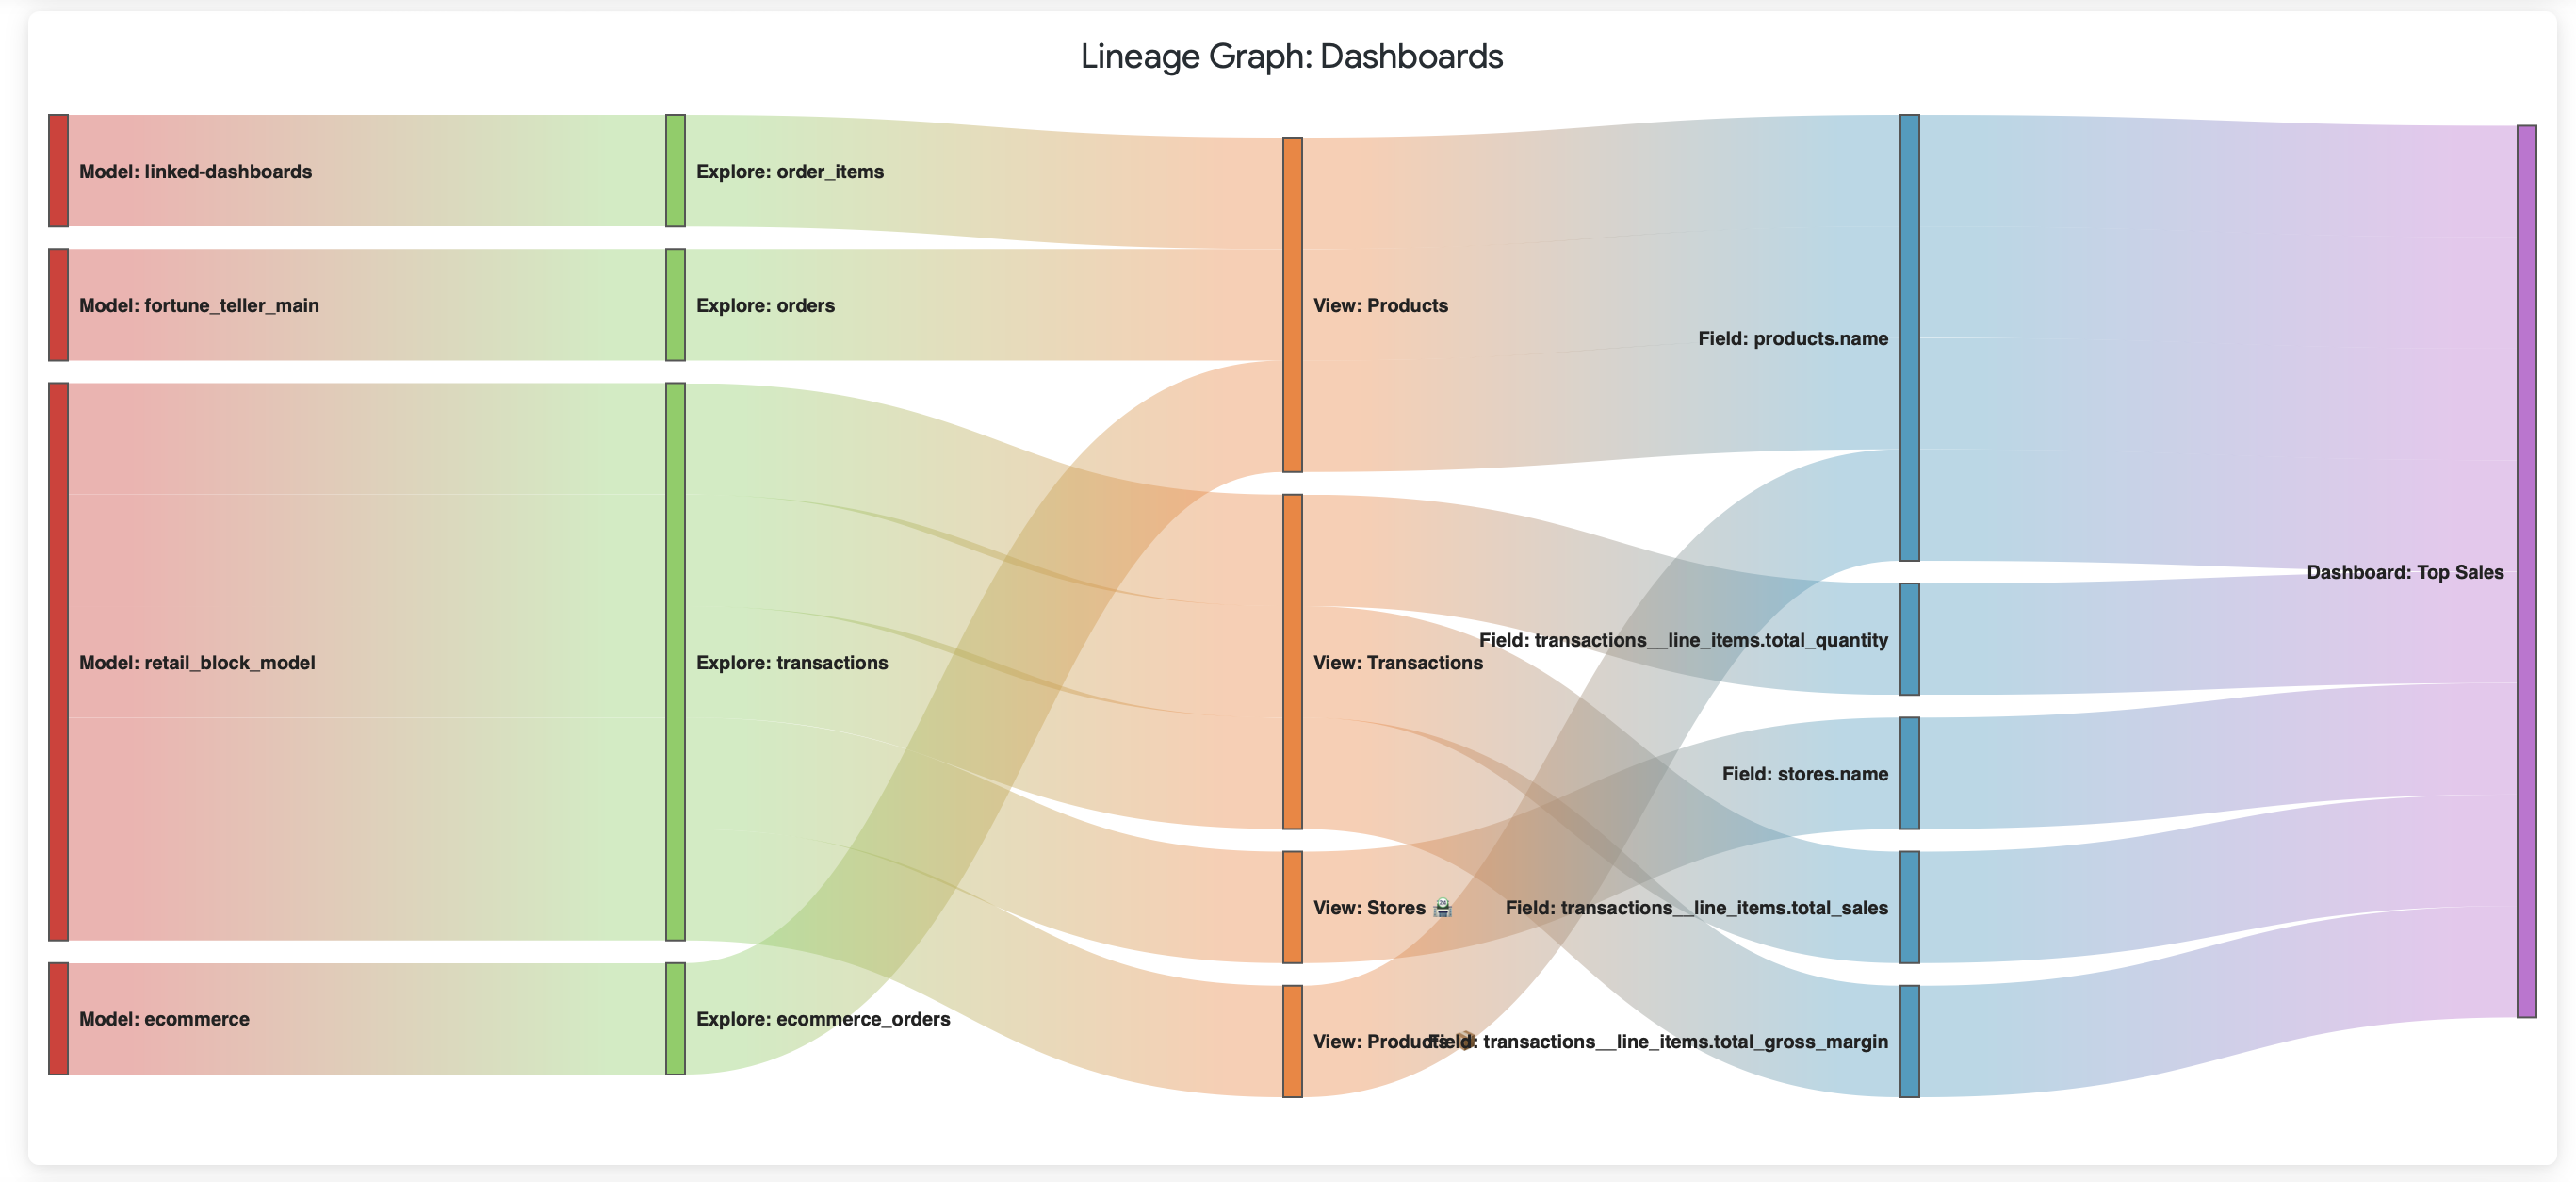 Lineage Graph: Dashboards
Model: linked-dashboards
Model: fortune_teller_main
Model: retail_block_model
Model: ecommerce
Explore: order_items
Explore: orders
Explore: transactions
Explore: ecommerce_orders
View: Products
View: Transactions
View: Stores 🏪
View: Products 📦
Field: products.name
Field: transactions__line_items.total_quantity
Field: stores.name
Field: transactions__line_items.total_sales
Field: transactions__line_items.total_gross_margin
Dashboard: Top Sales